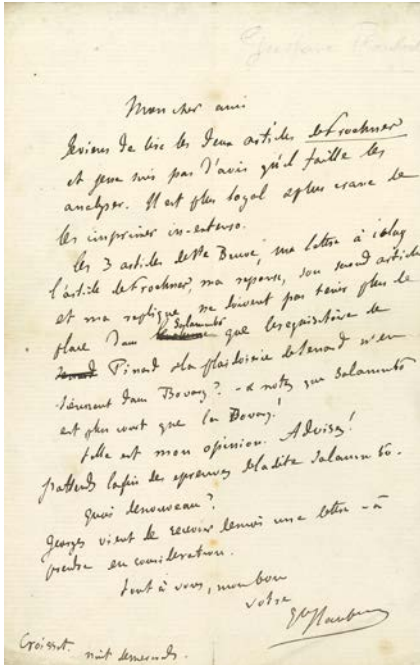 Gustave Flaubert
Mon cher ami
Je viens de lire les deux articles de Froehner
et je ne suis pas d'avis qu'il faille les
analyser. Il est plus loyal & plus crâne de
les imprimer in-extenso.
Les 3 articles de Ste Beuve, ma lettre à
l'article de Froehner, ma réponse, son second article
et ma réplique ne doivent pas tenir plus de
place dans Salammbô que le réquisitoire de
Pinard & la plaidoirie de Senard n'en
tiennent dans Bovary? - & notez que Salammbô
est plus court que la Bovary!
telle est mon opinion. Advisez!
J'attends la fin des épreuves de ladite Salammbô.
Quoi de nouveau?
Georges vient de recevoir de moi une lettre - à
prendre en considération.
tout à vous, mon bon
votre
Gve Flaubert
Croisset.
nuit de mercredi.